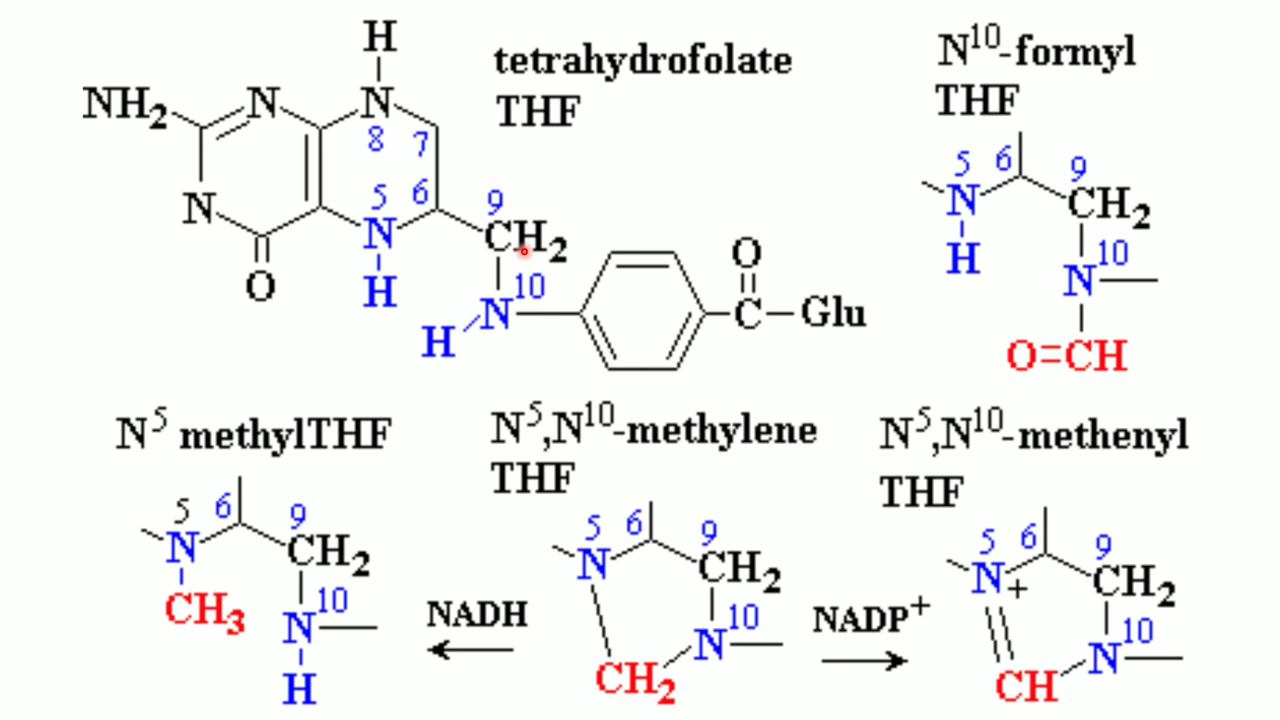 tetrahydrofolate
THF
H
NH₂
N
N
8
7
N
5
N
6
9
CH₂
O
H
10
H
N
O
C
Glu
N¹⁰-formyl
THF
5
6
9
N
CH₂
H
10
N
O=CH
N⁵ methylTHF
5
6
9
N
CH₂
CH₃
10
N
H
NADH
N⁵,N¹⁰-methylene
THF
5
6
9
N
CH₂
10
N
CH₂
NADP⁺
N⁵,N¹⁰-methenyl
THF
5
6
9
N
+
CH₂
10
N
CH